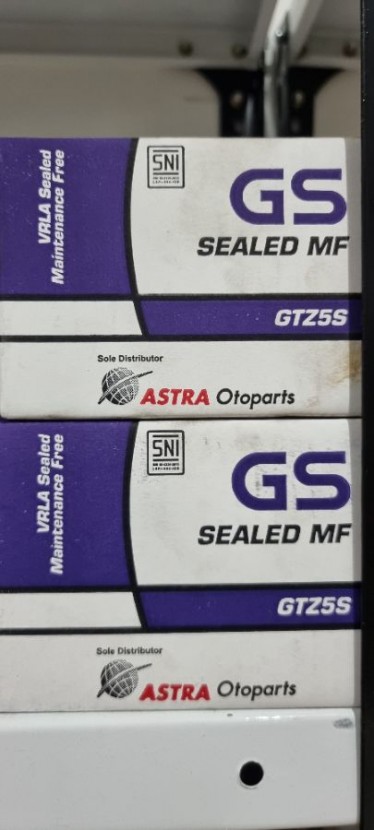 VRLA Sealed
Maintenance Free
SNI
GS
SEALED MF
GTZ5S
Sole Distributor
ASTRA Otoparts
VRLA Sealed
Maintenance Free
SNI
GS
SEALED MF
GTZ5S
Sole Distributor
ASTRA Otoparts